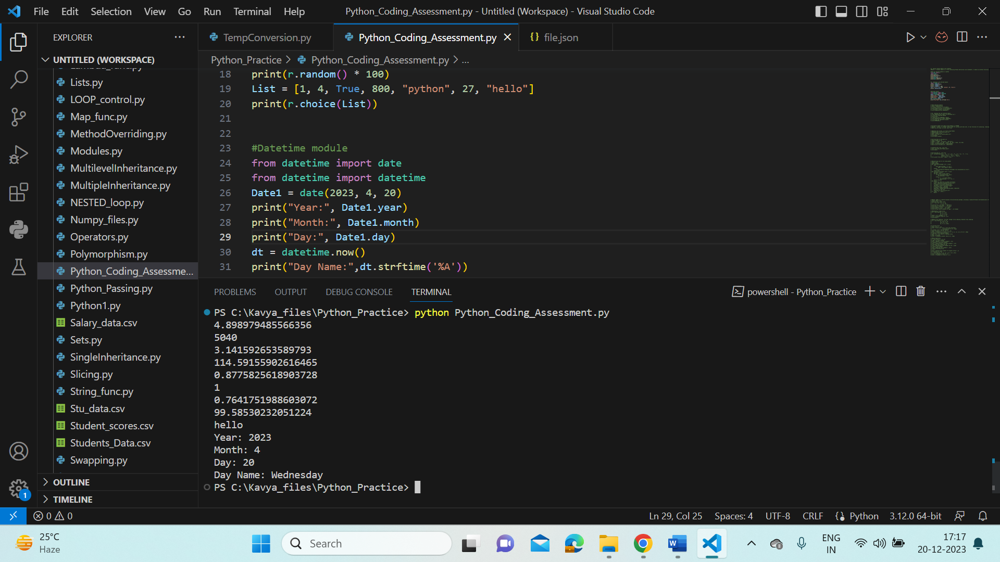 File Edit Selection View Go Run Terminal Help
Python_Coding_Assessment.py - Untitled (Workspace) - Visual Studio Code
EXPLORER
UNTITLED (WORKSPACE)
Lists.py
LOOP_control.py
Map_func.py
MethodOverriding.py
Modules.py
MultilevelInheritance.py
MultipleInheritance.py
NESTED_loop.py
Numpy_files.py
Operators.py
Polymorphism.py
Python_Coding_Assessme...
Python_Passing.py
Python1.py
Salary_data.csv
Sets.py
SingleInheritance.py
Slicing.py
String_func.py
Stu_data.csv
Student_scores.csv
Students_Data.csv
Swapping.py
OUTLINE
TIMELINE
TempConversion.py Python_Coding_Assessment.py file.json
Python_Practice > Python_Coding_Assessment.py > ...
18 print(r.random() * 100)
19 List = [1, 4, True, 800, "python", 27, "hello"]
20 print(r.choice(List))
21
22
23 #Datetime module
24 from datetime import date
25 from datetime import datetime
26 Date1 = date(2023, 4, 20)
27 print("Year:", Date1.year)
28 print("Month:", Date1.month)
29 print("Day:", Date1.day)
30 dt = datetime.now()
31 print("Day Name:",dt.strftime('%A'))
PROBLEMS OUTPUT DEBUG CONSOLE TERMINAL
powershell - Python_Practice
PS C:\Kavya_files\Python_Practice> python Python_Coding_Assessment.py
4.898979485566356
5040
3.141592653589793
114.59155902616465
0.8775825618903728
1
0.7641751988603072
99.58530232051224
hello
Year: 2023
Month: 4
Day: 20
Day Name: Wednesday
PS C:\Kavya_files\Python_Practice>
1
0 0
Ln 29, Col 25 Spaces: 4 UTF-8 CRLF Python 3.12.0 64-bit
25°C
Haze
Search
ENG
IN
17:17
20-12-2023